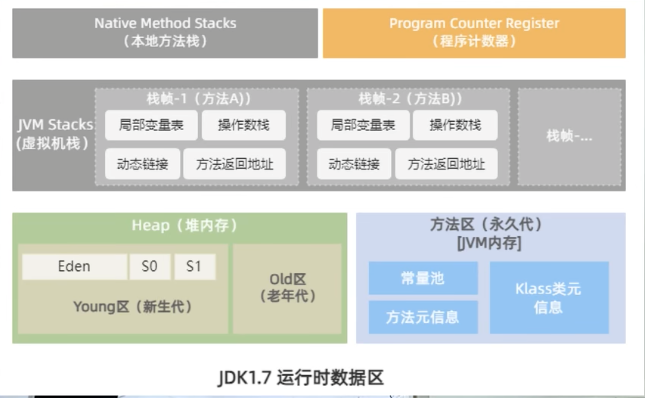 Native Method Stacks
（本地方法栈）
Program Counter Register
（程序计数器）
JVM Stacks
(虚拟机栈）
栈帧-1（方法A)）
局部变量表
操作数栈
动态链接
方法返回地址
栈帧-2（方法B)）
局部变量表
操作数栈
动态链接
方法返回地址
栈帧-...
Heap（堆内存）
Eden
S0
S1
Young区（新生代）
Old区
（老年代）
方法区（永久代）
[JVM内存]
常量池
方法元信息
Klass类元
信息
JDK1.7 运行时数据区